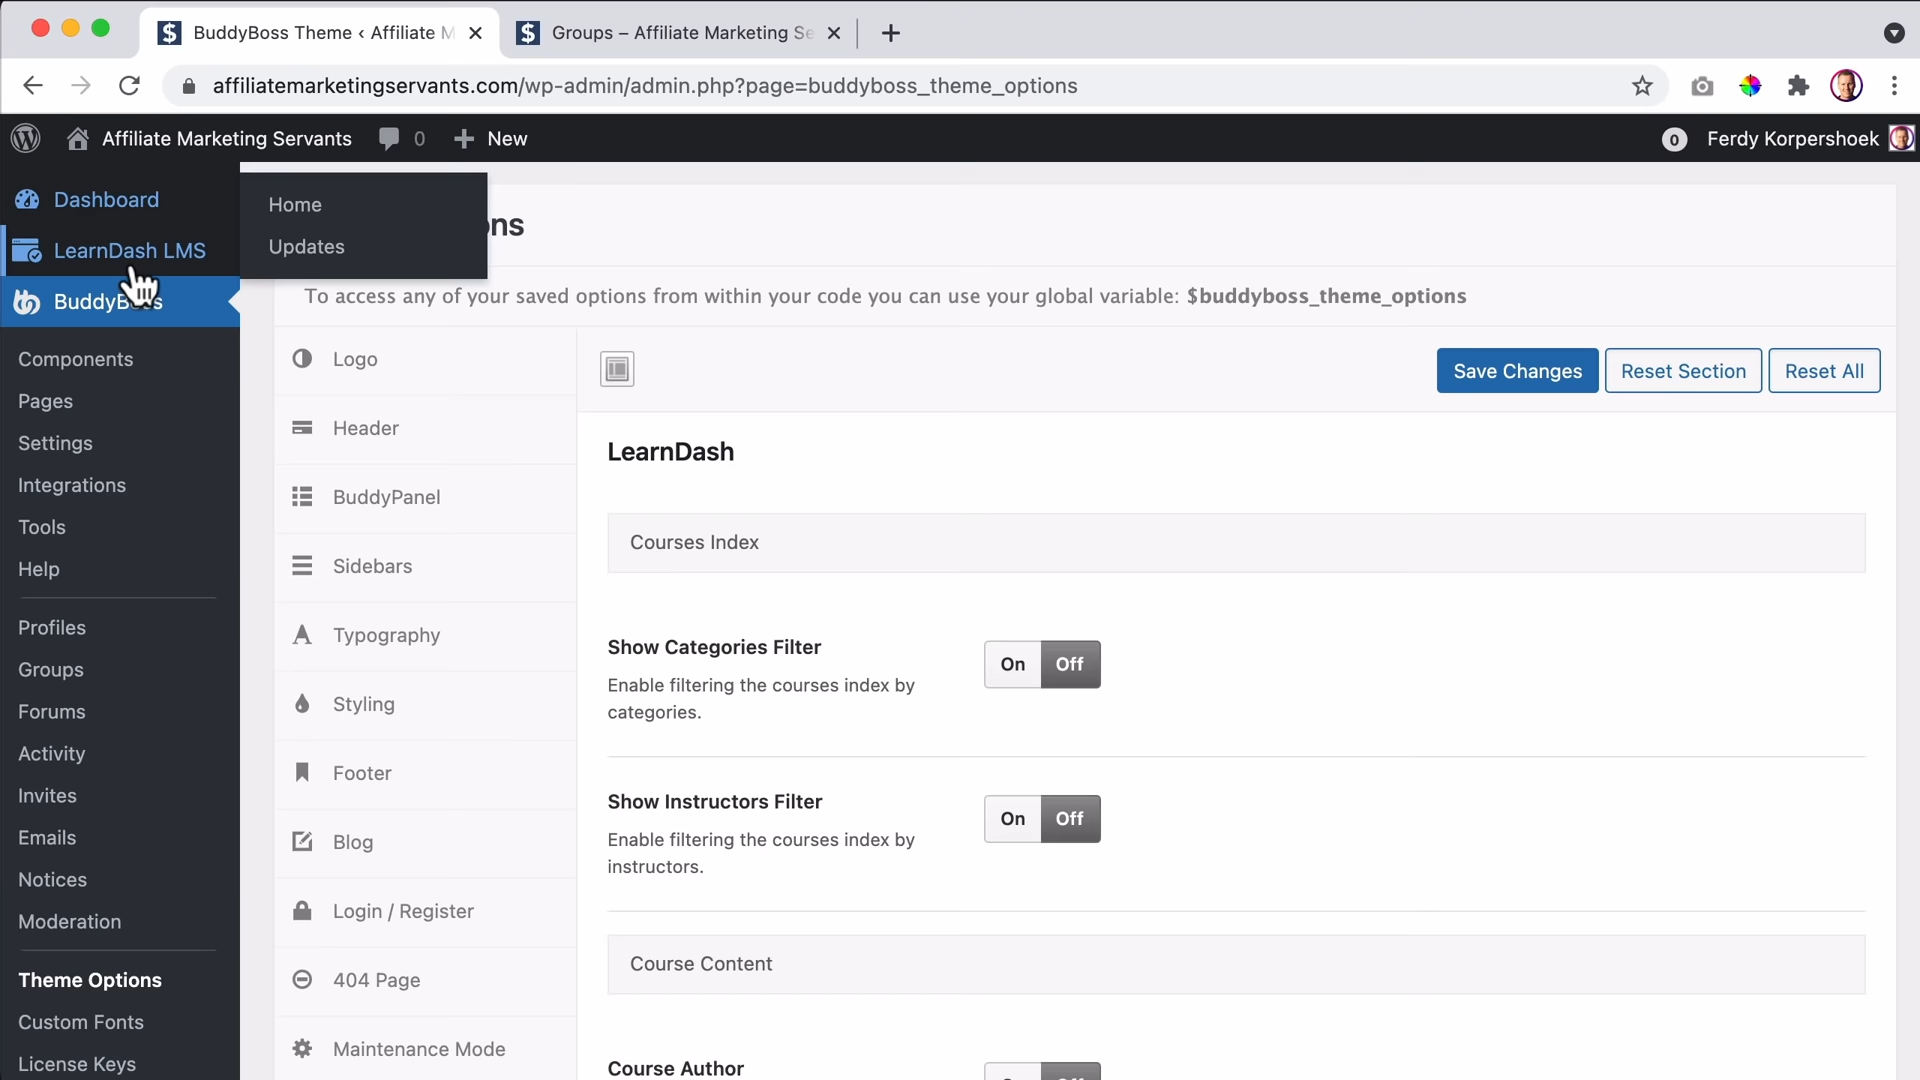 BuddyBoss Theme ‹ Affiliate M
Groups – Affiliate Marketing Se
affiliatemarketingservants.com/wp-admin/admin.php?page=buddyboss_theme_options
Affiliate Marketing Servants
0
New
0
Ferdy Korpershoek
Dashboard
LearnDash LMS
BuddyBoss
Components
Pages
Settings
Integrations
Tools
Help
Profiles
Groups
Forums
Activity
Invites
Emails
Notices
Moderation
Theme Options
Custom Fonts
License Keys
Home
Updates
ns
To access any of your saved options from within your code you can use your global variable: $buddyboss_theme_options
Logo
Header
BuddyPanel
Sidebars
Typography
Styling
Footer
Blog
Login / Register
404 Page
Maintenance Mode
Save Changes
Reset Section
Reset All
LearnDash
Courses Index
Show Categories Filter
Enable filtering the courses index by
categories.
On Off
Show Instructors Filter
Enable filtering the courses index by
instructors.
On Off
Course Content
Course Author